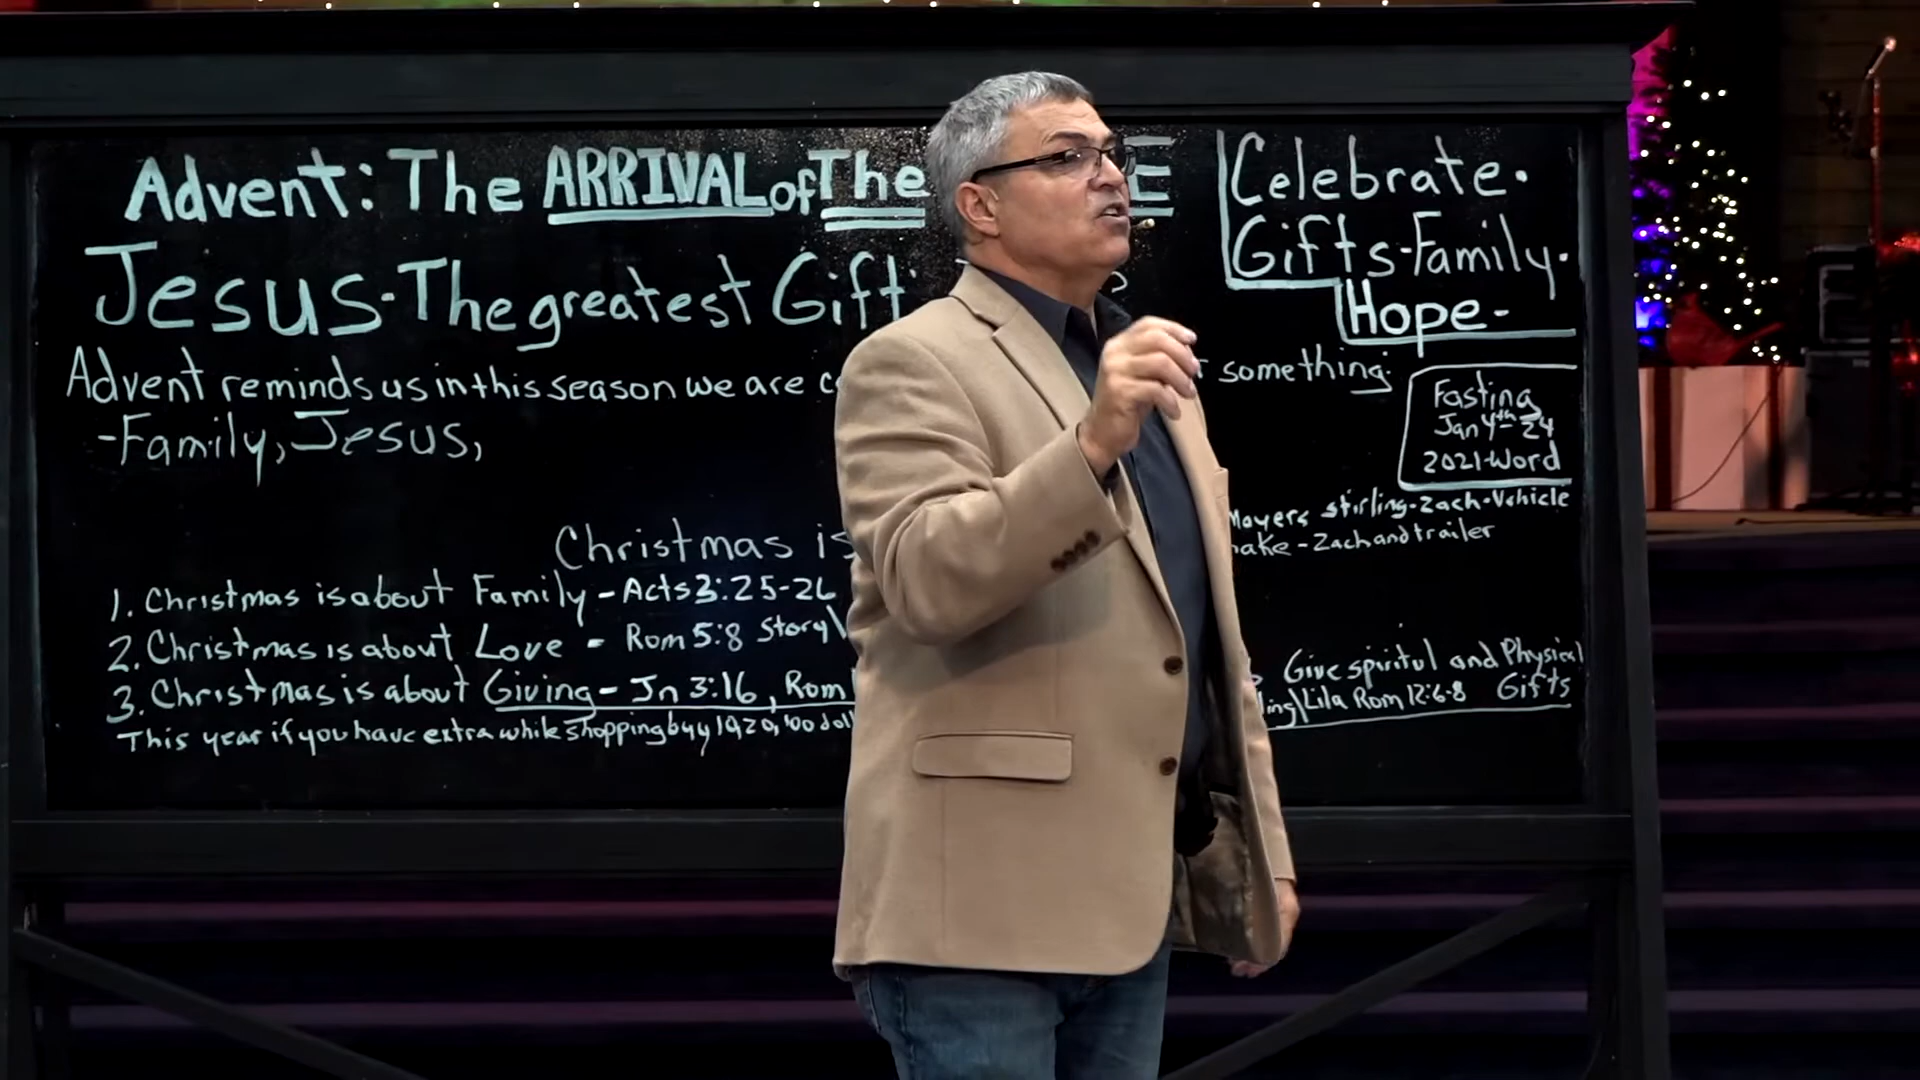 Advent: The ARRIVAL of The
Jesus-The greatest Gift
Advent reminds us in this season we are
something:
-Family, Jesus,
Celebrate.
Gifts-Family.
Hope-
Fasting
Jan 4th 24
2021-Word
Mayers stirling-Zach-Vehicle
-Zach and trailer
Christmas is
1. Christmas is about Family-Acts 3:25-26
2. Christmas is about Love - Rom 5:8 Story\
3. Christmas is about Giving- Jn 3:16, Rom
This year if you have extra while shopping buy
Give spiritul and Physical
Lila Rom 12:6-8 Gifts